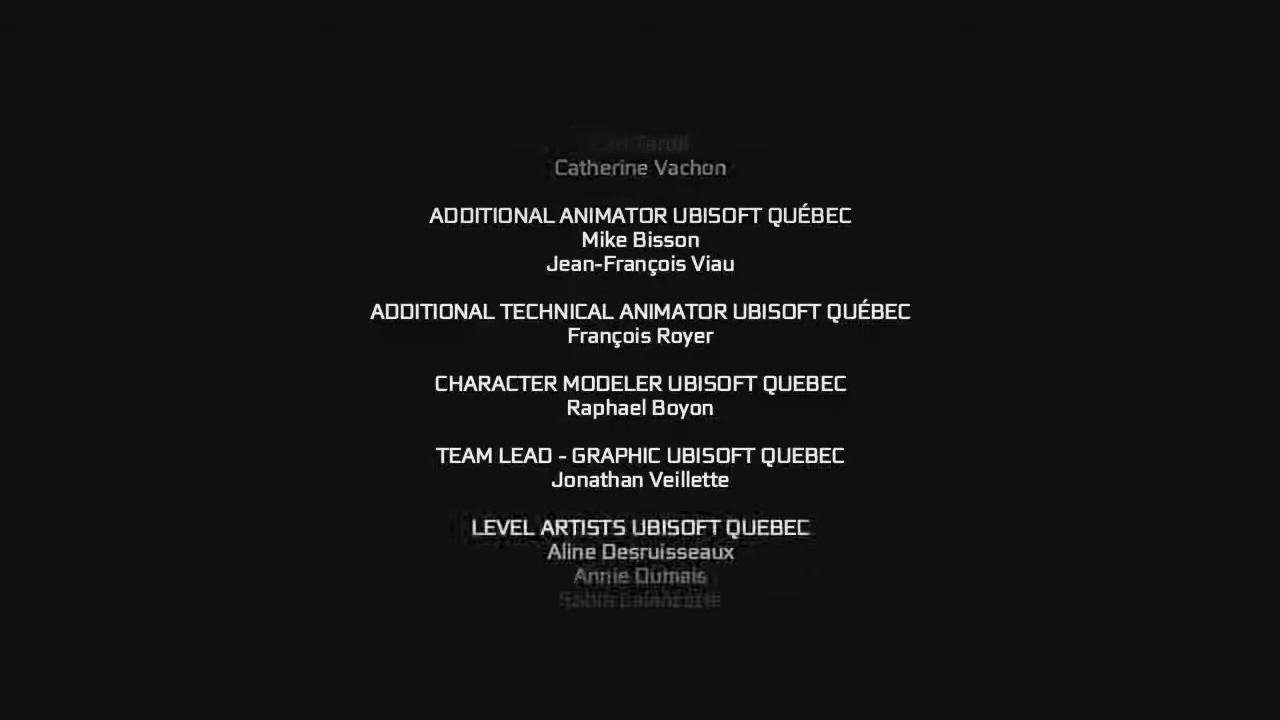 Catherine Vachon
ADDITIONAL ANIMATOR UBISOFT QUÉBEC
Mike Bisson
Jean-François Viau
ADDITIONAL TECHNICAL ANIMATOR UBISOFT QUÉBEC
François Royer
CHARACTER MODELER UBISOFT QUEBEC
Raphael Boyon
TEAM LEAD - GRAPHIC UBISOFT QUEBEC
Jonathan Veillette
LEVEL ARTISTS UBISOFT QUEBEC
Aline Desruisseaux
Annie Dumais